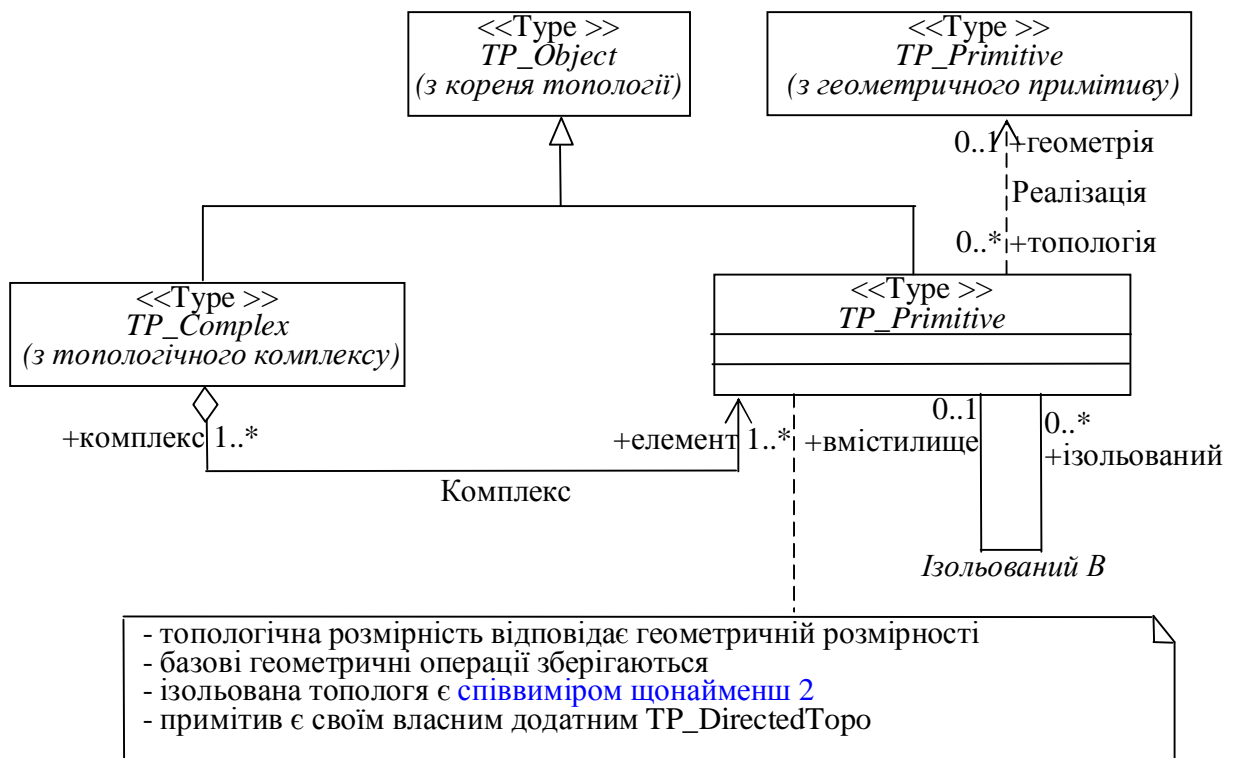 <<Type >>
TP_Object
(з кореня топології)
<<Type >>
TP_Primitive
(з геометричного примітиву)
0..1 +геометрія
Реалізація
0..* +топологія
<<Type >>
TP_Complex
(з топологічного комплексу)
<<Type >>
TP_Primitive
+комплекс 1..*
+елемент 1..*
Комплекс
0..1
+вмістилище
0..*
+ізольований
Ізольований В
- топологічна розмірність відповідає геометричній розмірності
- базові геометричні операції зберігаються
- ізольована топологя є співвиміром щонайменш 2
- примітив є своїм власним додатним TP_DirectedTopo